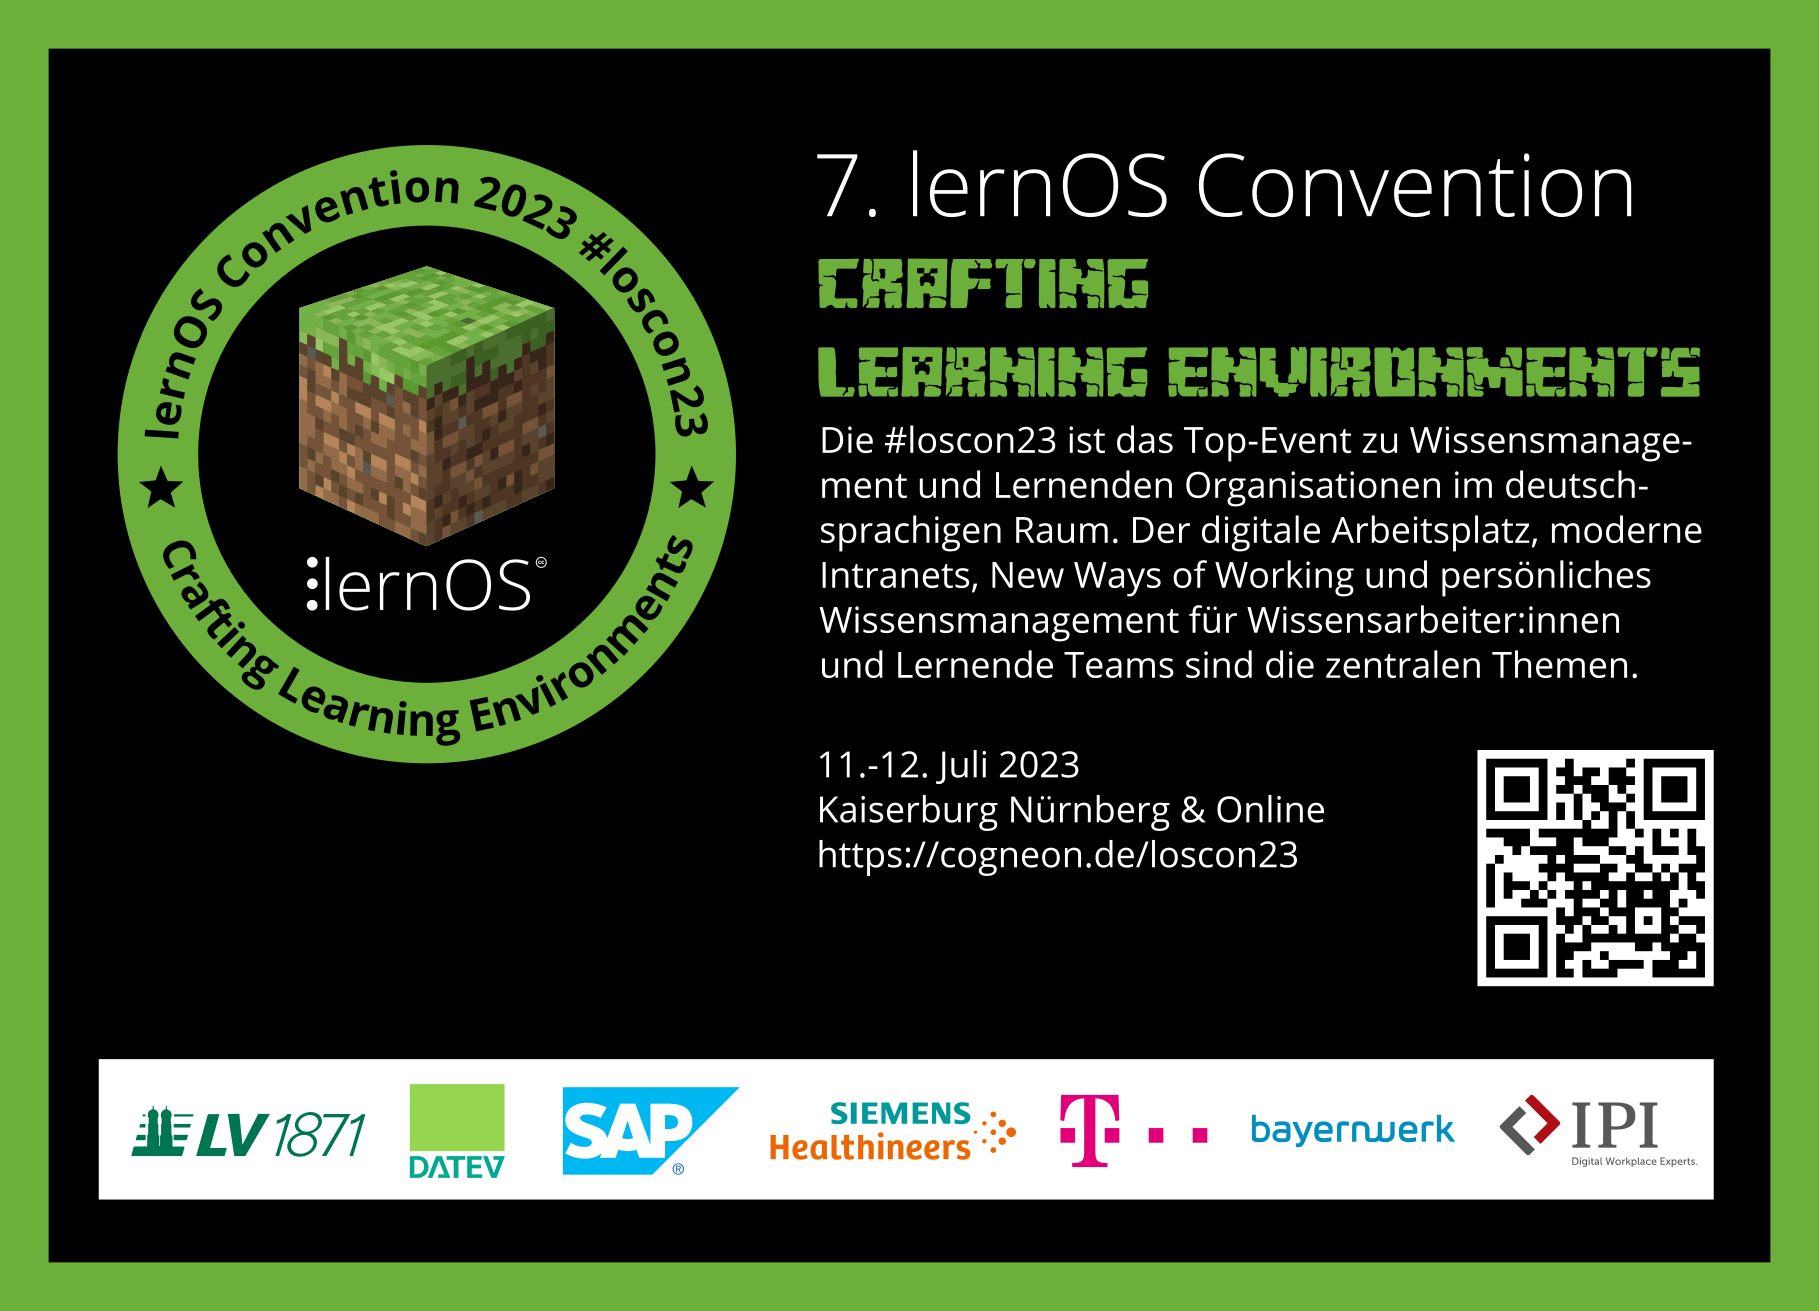 lernOS Convention 2023 #loscon23
lernOS
Crafting Learning Environments
7. lernOS Convention
CRAFTING
LEARNING ENVIRONMENTS
Die #loscon23 ist das Top-Event zu Wissensmanage-
ment und Lernenden Organisationen im deutsch-
sprachigen Raum. Der digitale Arbeitsplatz, moderne
Intranets, New Ways of Working und persönliches
Wissensmanagement für Wissensarbeiter:innen
und Lernende Teams sind die zentralen Themen.
11.-12. Juli 2023
Kaiserburg Nürnberg & Online
https://cogneon.de/loscon23
LV 1871
DATEV
SAP ®
SIEMENS
Healthineers
T
bayernwerk
IPI
Digital Workplace Experts.